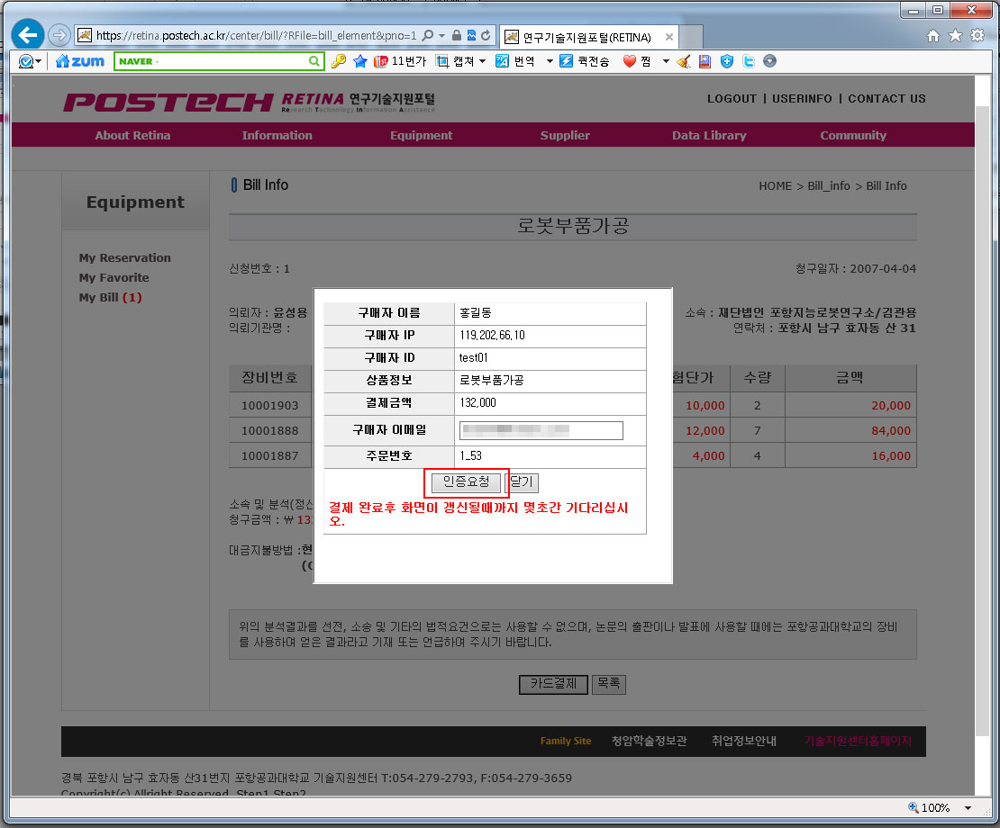 https://retina.postech.ac.kr/center/bill/?RFile=bill_element&pno=1
연구기술지원포털(RETINA)
zum NAVER 11번가 캡쳐 번역 퀵전송 찜
POSTECH RETINA 연구기술지원포털
Research Technology Information Assistance
LOGOUT | USERINFO | CONTACT US
About Retina Information Equipment Supplier Data Library Community
Equipment
My Reservation
My Favorite
My Bill (1)
Bill Info
HOME > Bill_info > Bill Info
로봇부품가공
신청번호 : 1 청구일자 : 2007-04-04
의뢰자 : 윤성용 소속 : 재단법인 포항지능로봇연구소/김관용
의뢰기관명 : 연락처 : 포항시 남구 효자동 산 31
장비번호 험단가 수량 금액
10001903 10,000 2 20,000
10001888 12,000 7 84,000
10001887 4,000 4 16,000
구매자 이름 홍길동
구매자 IP 119.202.66.10
구매자 ID test01
상품정보 로봇부품가공
결제금액 132,000
구매자 이메일
주문번호 1_53
인증요청 닫기
결제 완료후 화면이 갱신될때까지 몇초간 기다리십시
오.
소속 및 분석(정신
청구금액 : ₩ 13
대금지불방법 :현
위의 분석결과를 선전, 소송 및 기타의 법적요건으로는 사용할 수 없으며, 논문의 출판이나 발표에 사용할 때에는 포항공과대학교의 장비
를 사용하여 얻은 결과라고 기재 또는 언급하여 주시기 바랍니다.
카드결제 목록
Family Site 청암학술정보관 취업정보안내 기술지원센터홈페이지
경북 포항시 남구 효자동 산31번지 포항공과대학교 기술지원센터 T:054-279-2793, F:054-279-3659
Copyright(c) Allright Reserved. Step1 Step2
100%